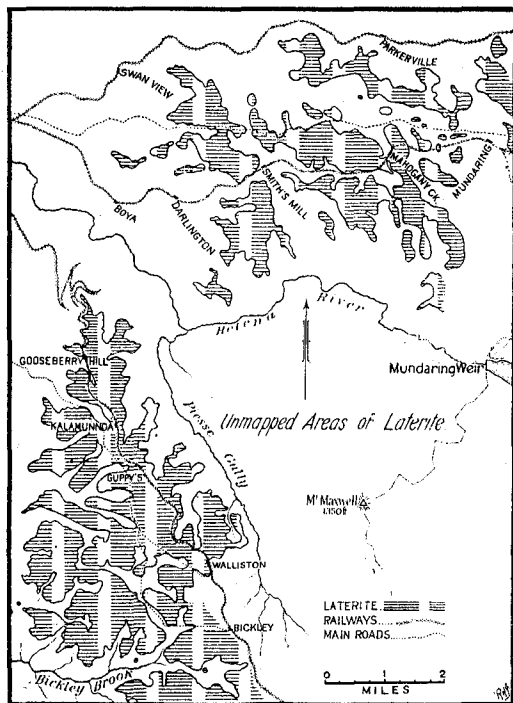 PARKERVILLE
SWAN VIEW
MAHOGANY CK.
MUNDARING
SMITH'S MILL
BOYA
DARLINGTON
Helena River
GOOSEBERRY HILL
Mundaring Weir
Unmapped Areas of Laterite
KALAMUNNDA
Piesse Gully
GUPPY'S
Mt Maxwell
1350ft
WALLISTON
LATERITE
RAILWAYS
MAIN ROADS
BICKLEY
Bickley Brook
0 1 2
MILES